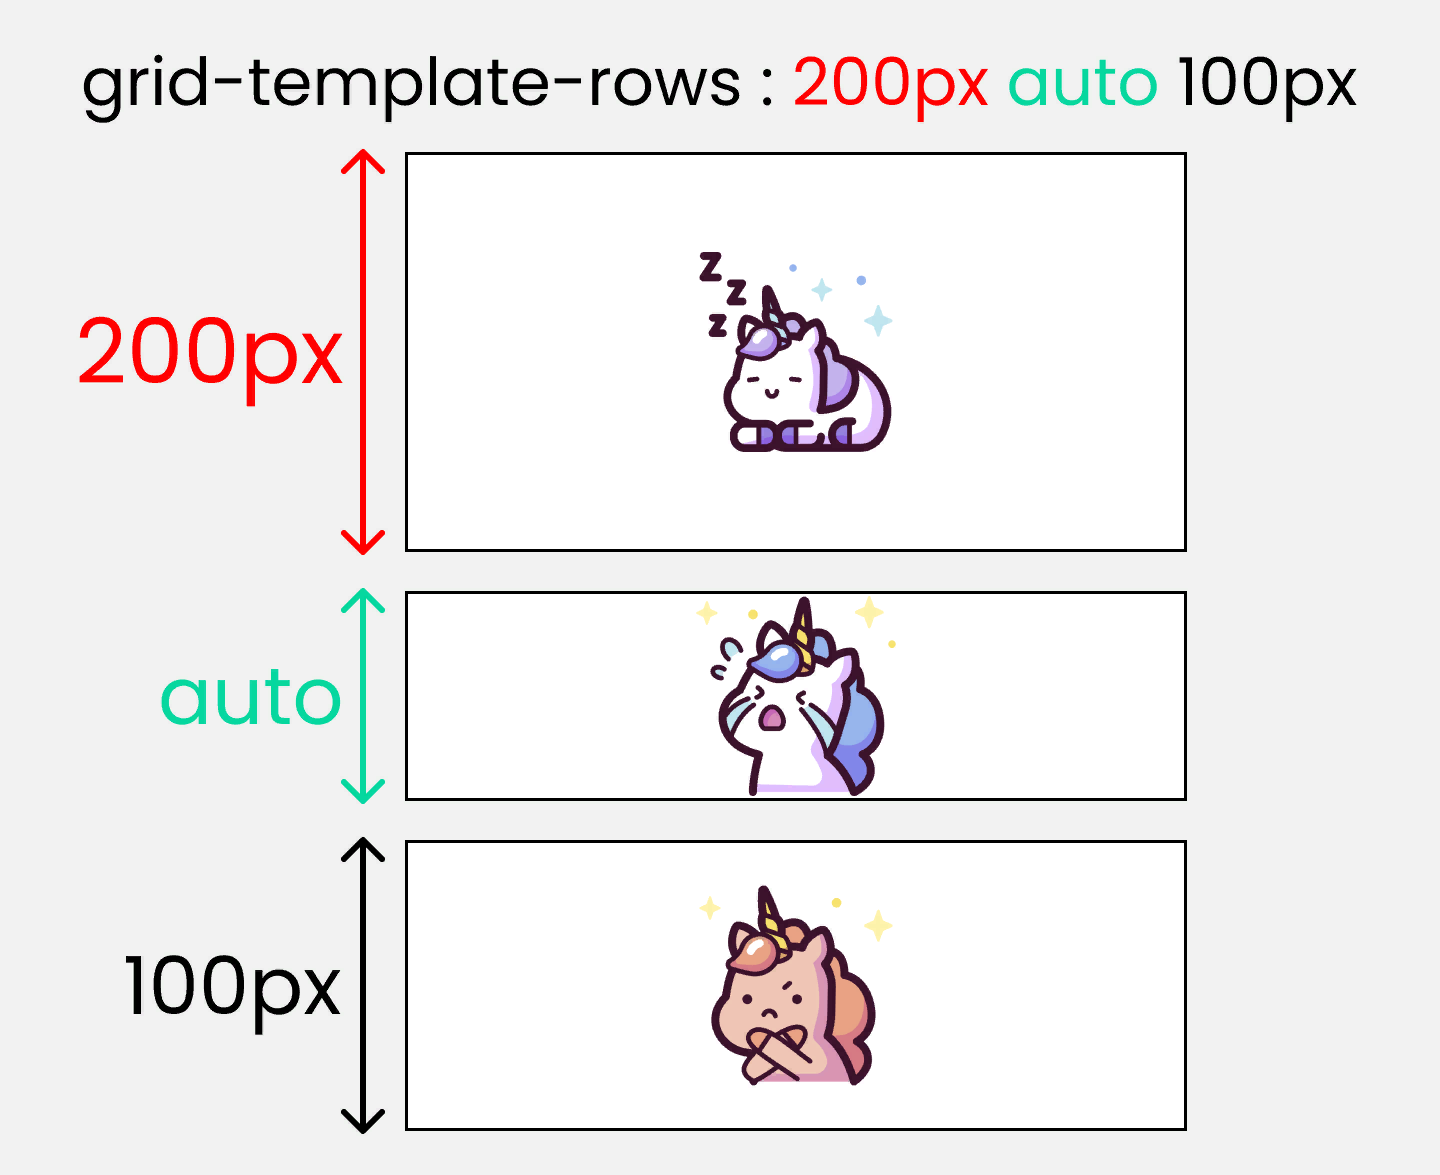 grid-template-rows : 200px auto 100px
z
z
z
200px
auto
100px